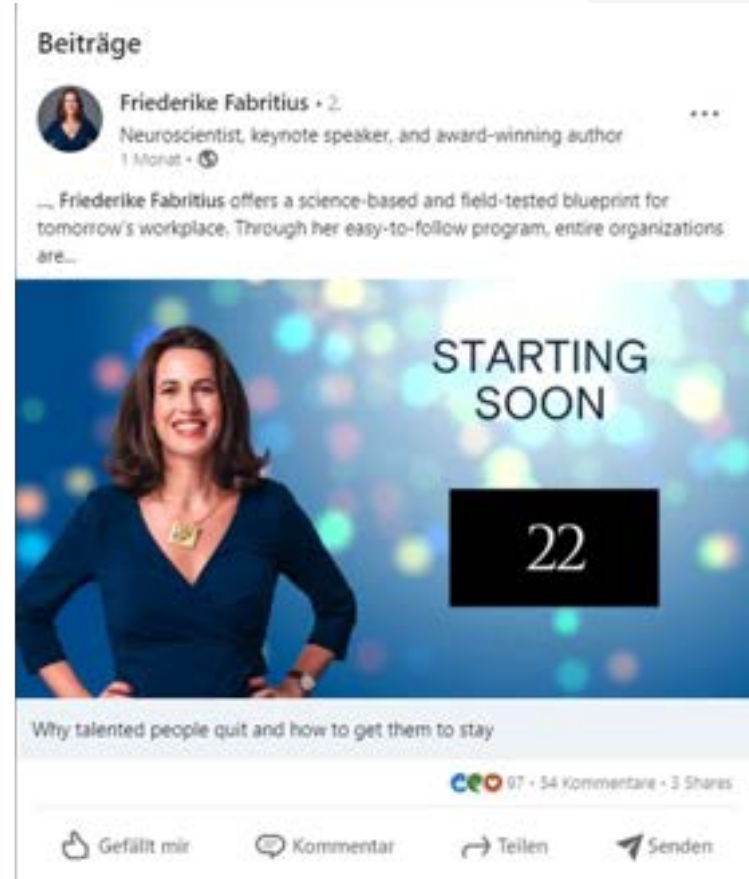 Beiträge
Friederike Fabritius • 2.
Neuroscientist, keynote speaker, and award-winning author
1 Monat •
..., Friederike Fabritius offers a science-based and field-tested blueprint for
tomorrow's workplace. Through her easy-to-follow program, entire organizations
are...
STARTING
SOON
22
Why talented people quit and how to get them to stay
97 • 54 Kommentare • 3 Shares
Gefällt mir
Kommentar
Teilen
Senden